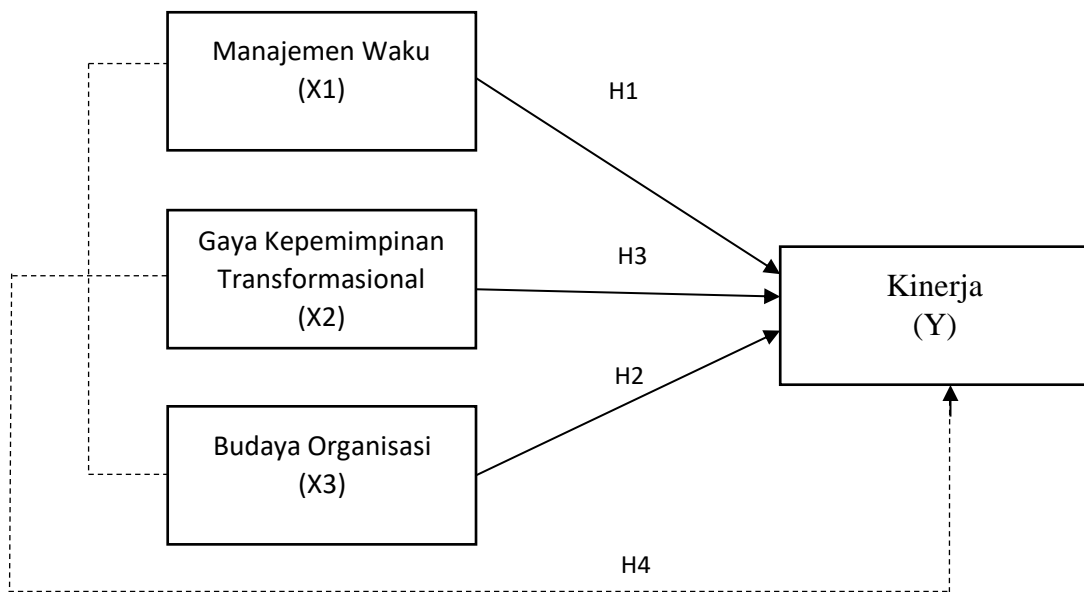 Manajemen Waku
(X1)
H1
Gaya Kepemimpinan
Transformasional
(X2)
H3
Kinerja
(Y)
H2
Budaya Organisasi
(X3)
H4